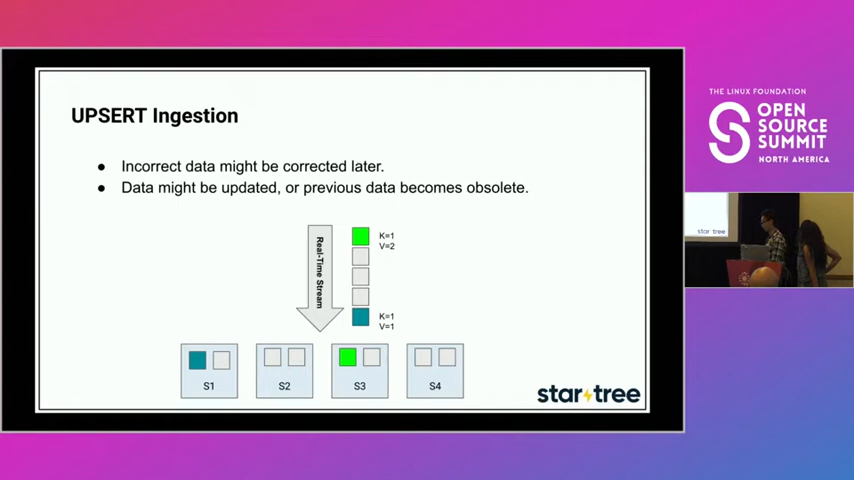 UPSERT Ingestion
● Incorrect data might be corrected later.
● Data might be updated, or previous data becomes obsolete.
Real-Time Stream
K=1
V=2
K=1
V=1
S1
S2
S3
S4
star tree
THE LINUX FOUNDATION
OPEN
SOURCE
SUMMIT
NORTH AMERICA
star tree